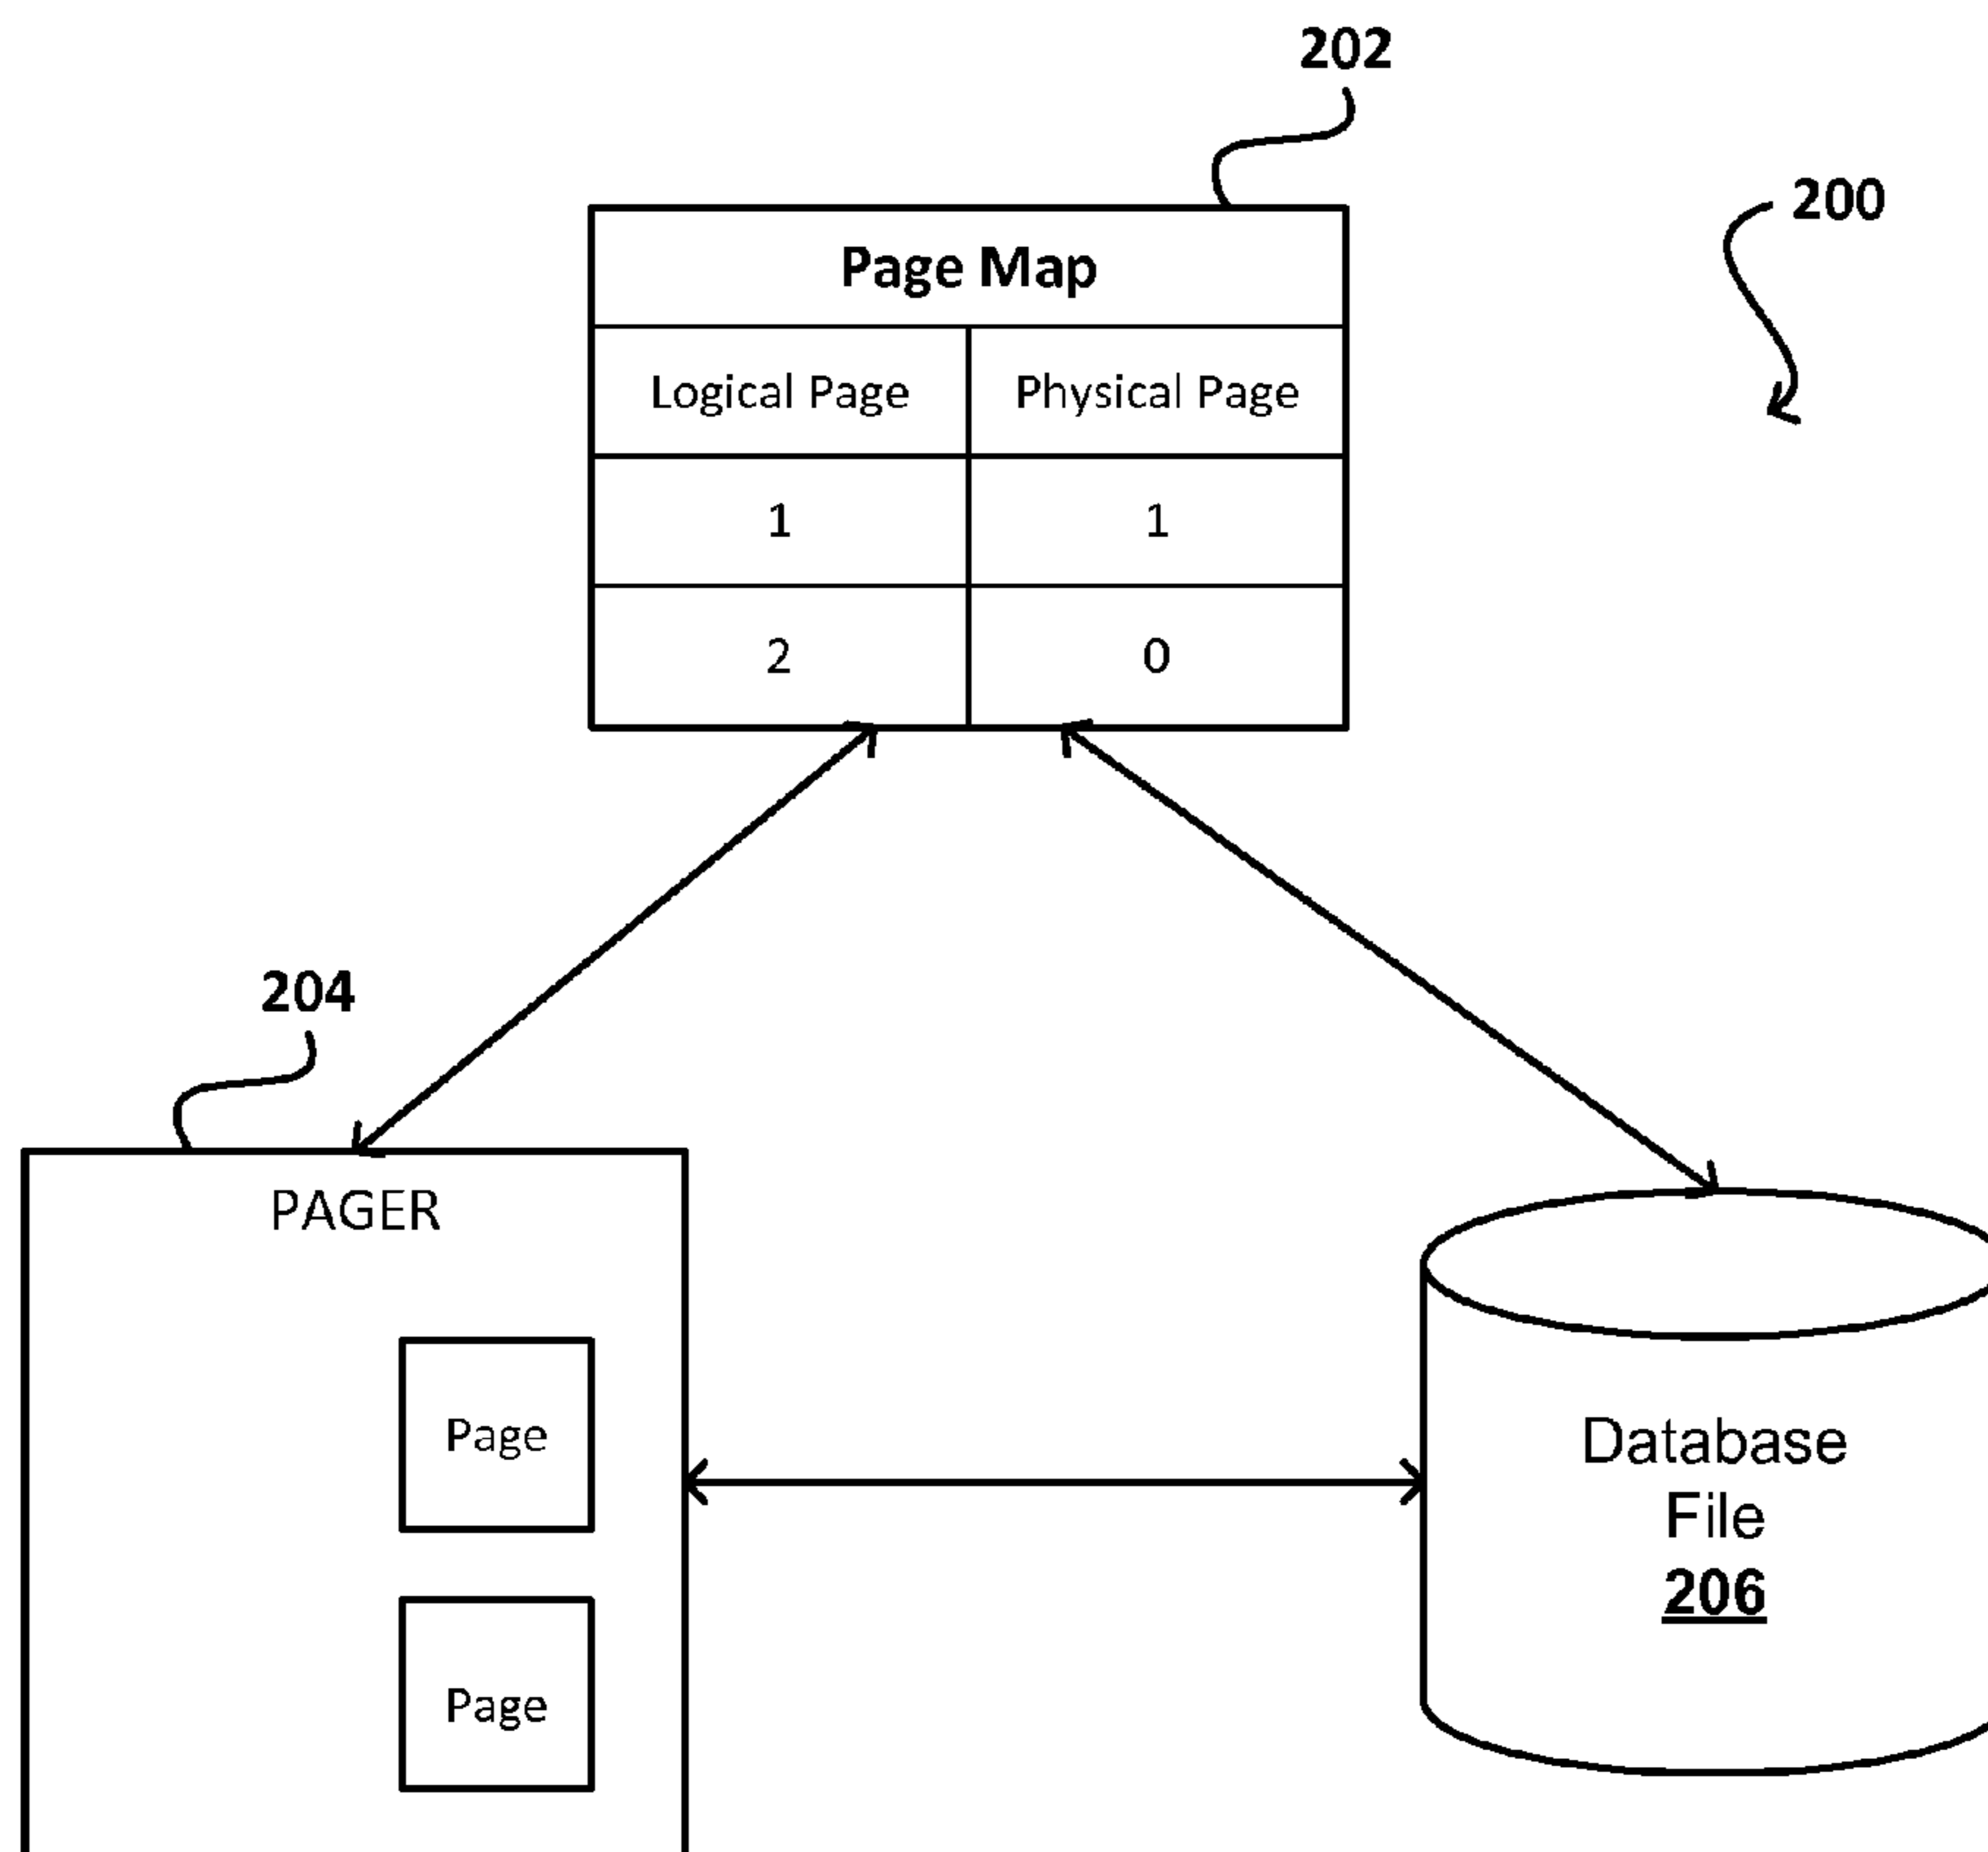 202
200
Page Map
Logical Page Physical Page
1 1
2 0
204
PAGER
Page
Database
File
206
Page